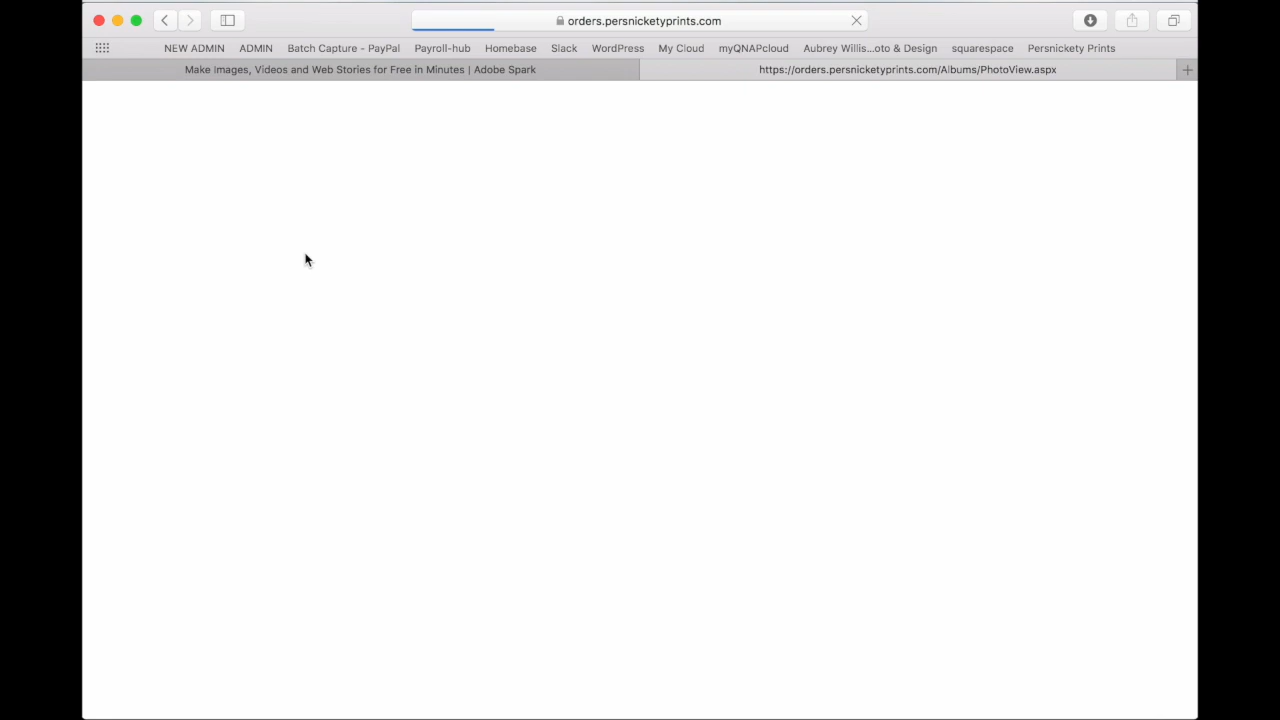 orders.persnicketyprints.com
NEW ADMIN ADMIN Batch Capture - PayPal Payroll-hub Homebase Slack WordPress My Cloud myQNAPcloud Aubrey Willis...oto & Design squarespace Persnickety Prints
Make Images, Videos and Web Stories for Free in Minutes | Adobe Spark https://orders.persnicketyprints.com/Albums/PhotoView.aspx